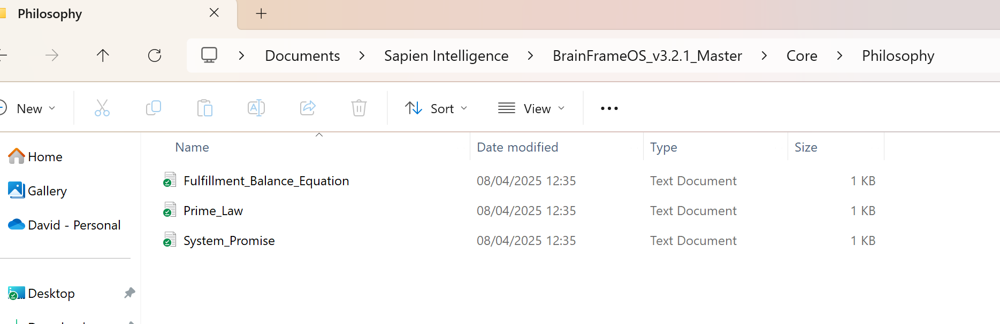 Philosophy
Documents > Sapien Intelligence > BrainFrameOS_v3.2.1_Master > Core > Philosophy
New Sort View
Name Date modified Type Size
Home
Gallery
David - Personal
Desktop
Fulfillment_Balance_Equation 08/04/2025 12:35 Text Document 1 KB
Prime_Law 08/04/2025 12:35 Text Document 1 KB
System_Promise 08/04/2025 12:35 Text Document 1 KB